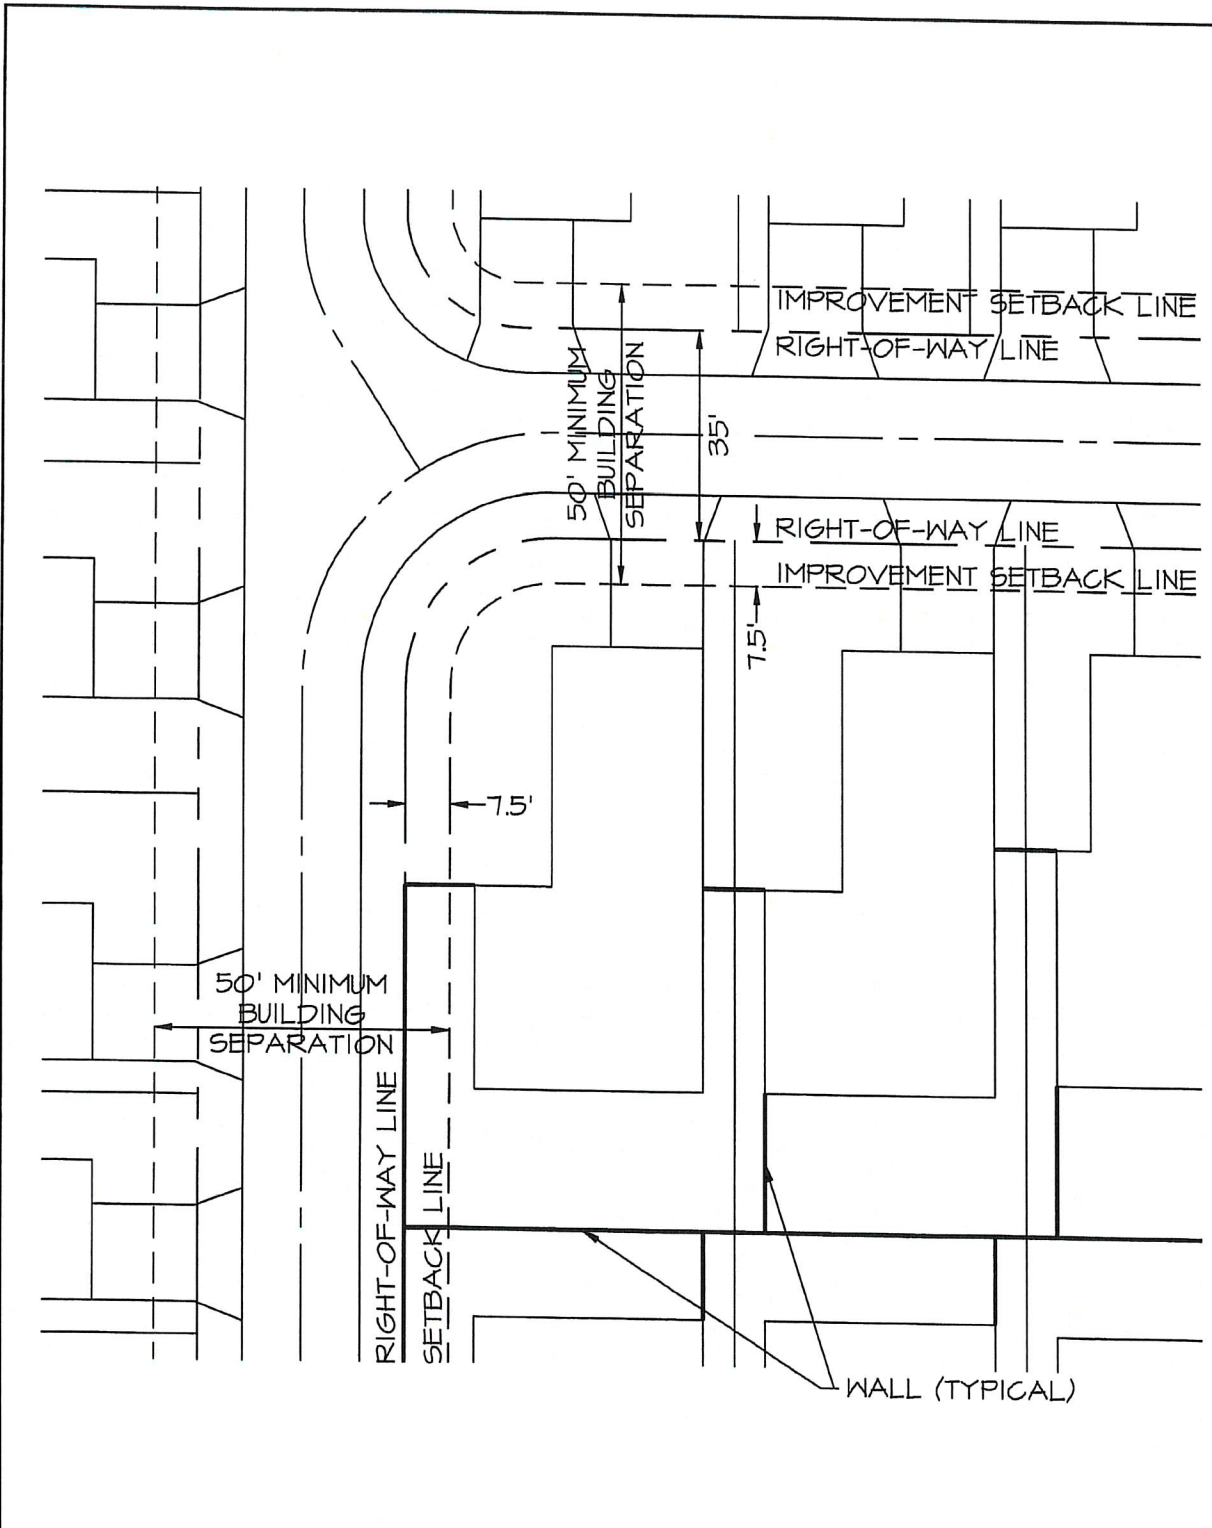 IMPROVEMENT SETBACK LINE
RIGHT-OF-WAY LINE
50' MINIMUM
BUILDING
SEPARATION
35'
RIGHT-OF-WAY LINE
IMPROVEMENT SETBACK LINE
7.5'
7.5'
50' MINIMUM
BUILDING
SEPARATION
RIGHT-OF-WAY LINE
SETBACK LINE
WALL (TYPICAL)